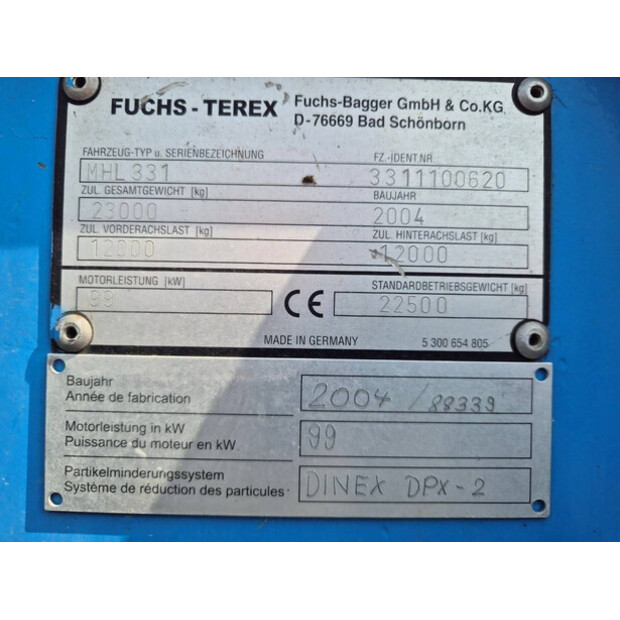 FUCHS - TEREX Fuchs-Bagger GmbH & Co.KG
D-76669 Bad Schönborn
FAHRZEUG-TYP u. SERIENBEZEICHNUNG FZ.-IDENT.NR
MHL331 3311100620
ZUL. GESAMTGEWICHT [kg] BAUJAHR
23000 2004
ZUL. VORDERACHSLAST [kg] ZUL. HINTERACHSLAST [kg]
12000 12000
MOTORLEISTUNG [kW] STANDARDBETRIEBSGEWICHT [kg]
99 CE 22500
MADE IN GERMANY 5 300 654 805
Baujahr
Année de fabrication 2004 / 88339
Motorleistung in kW
Puissance du moteur en kW 99
Partikelminderungssystem
Système de réduction des particules DINEX DPX-2